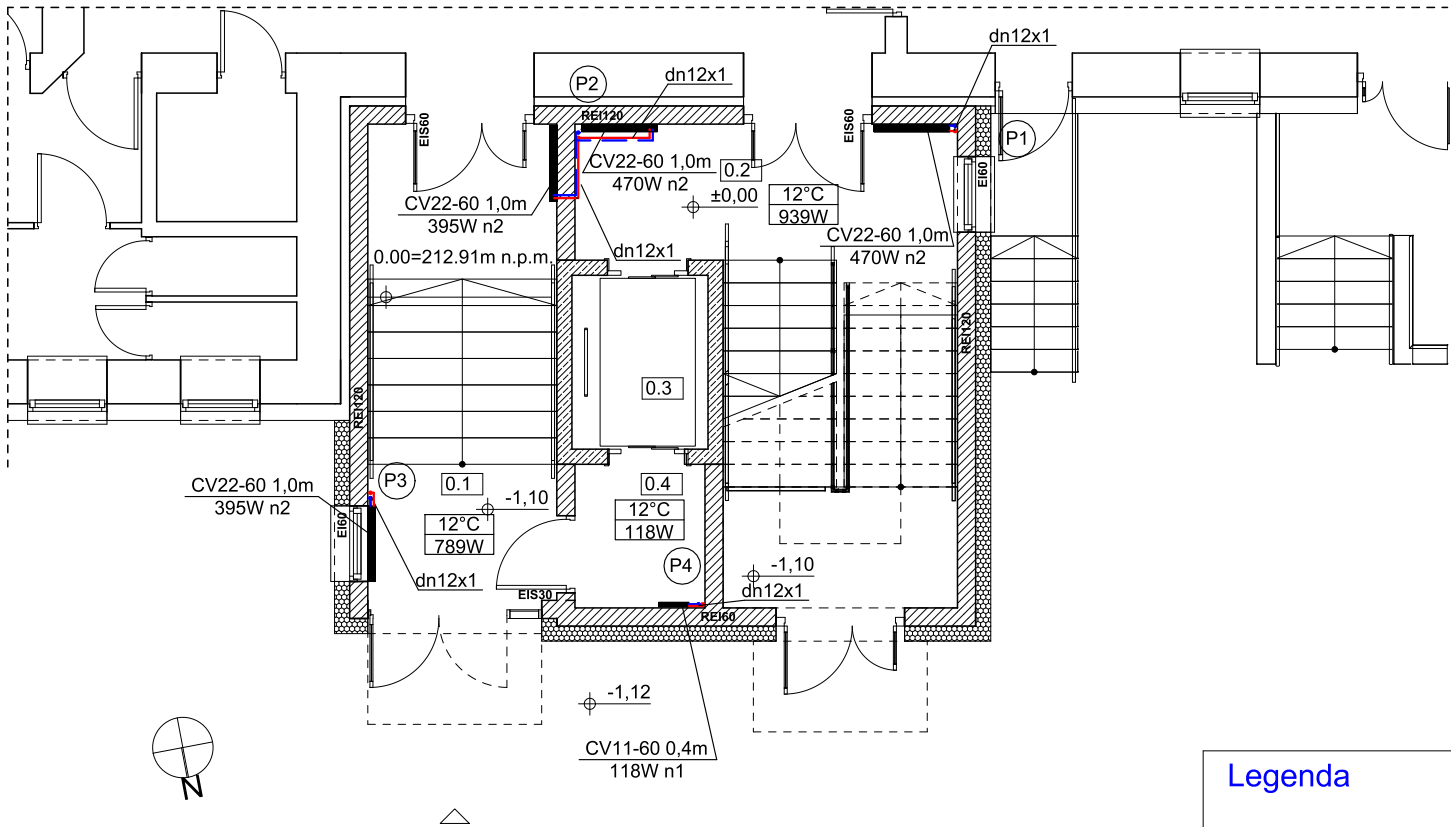 dn12x1
P2
dn12x1
REI120
EIS60
EIS60
P1
CV22-60 1,0m
470W n2
0.2
EI60
±0,00
12°C
939W
CV22-60 1,0m
395W n2
CV22-60 1,0m
470W n2
0.00=212.91m n.p.m.
dn12x1
REI120
0.3
REI120
P3
0.1
0.4
CV22-60 1,0m
395W n2
-1,10
12°C
118W
EI60
12°C
789W
P4
-1,10
dn12x1
dn12x1
EIS30
REI60
-1,12
CV11-60 0,4m
118W n1
N
Legenda